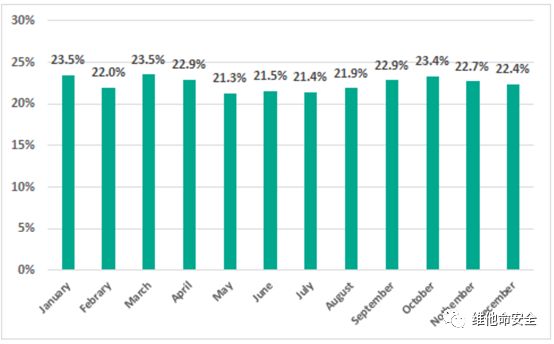 30%
25%
20%
15%
10%
5%
0%
23.5%
22.0%
23.5%
22.9%
21.3%
21.5%
21.4%
21.9%
22.9%
23.4%
22.7%
22.4%
January
Febrary
March
April
May
June
July
August
September
October
维他命安全